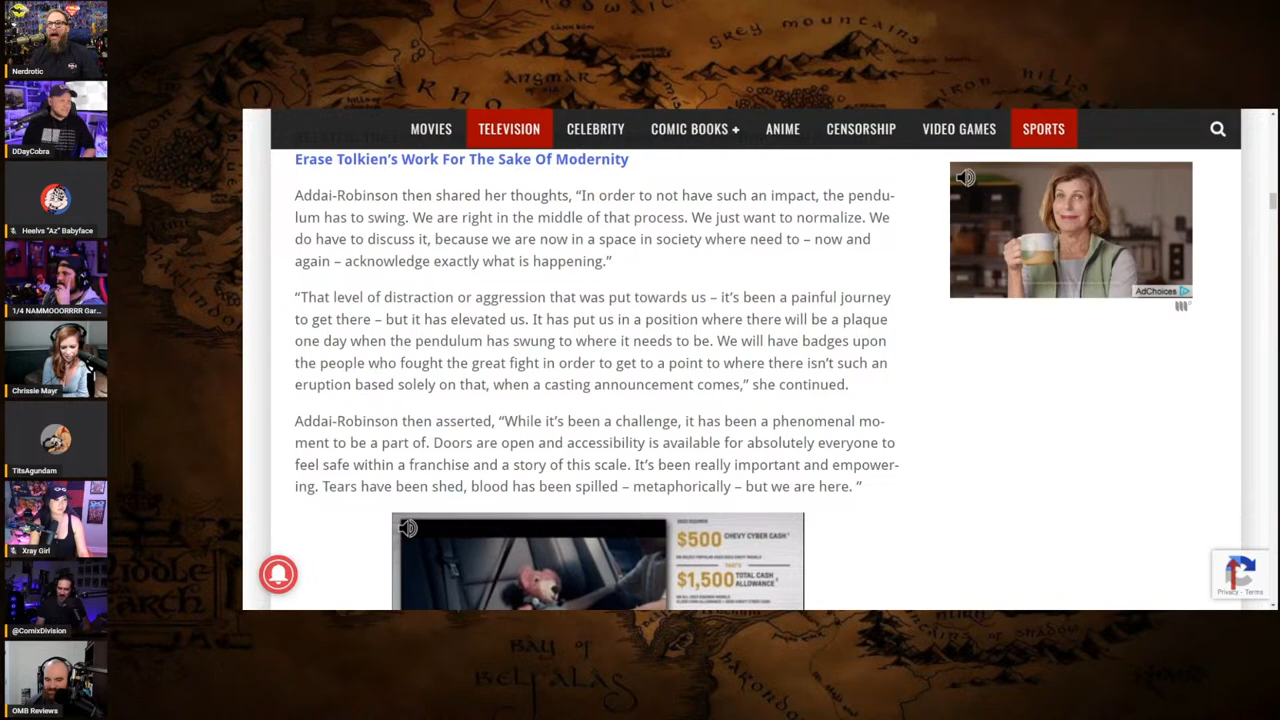 Nerdrotic
DDayCobra
Heelvs "Az" Babyface
1/4 NAMMOOORRRR Gar...
Chrissie Mayr
TitsAgundam
Xray Girl
@ComixDivision
OMB Reviews
GREY MOUNTAINS
ANGMAR
IRON HILLS
MOVIES TELEVISION CELEBRITY COMIC BOOKS + ANIME CENSORSHIP VIDEO GAMES SPORTS
Erase Tolkien's Work For The Sake Of Modernity
Addai-Robinson then shared her thoughts, “In order to not have such an impact, the pendu-
lum has to swing. We are right in the middle of that process. We just want to normalize. We
do have to discuss it, because we are now in a space in society where need to – now and
again – acknowledge exactly what is happening.”
“That level of distraction or aggression that was put towards us – it’s been a painful journey
to get there – but it has elevated us. It has put us in a position where there will be a plaque
one day when the pendulum has swung to where it needs to be. We will have badges upon
the people who fought the great fight in order to get to a point to where there isn’t such an
eruption based solely on that, when a casting announcement comes,” she continued.
Addai-Robinson then asserted, “While it’s been a challenge, it has been a phenomenal mo-
ment to be a part of. Doors are open and accessibility is available for absolutely everyone to
feel safe within a franchise and a story of this scale. It’s been really important and empower-
ing. Tears have been shed, blood has been spilled – metaphorically – but we are here. ”
AdChoices
$500 CHEVY CYBER CASH
$1,500 TOTAL CASH
ALLOWANCE
Privacy - Terms
BAY OF
BELFALAS